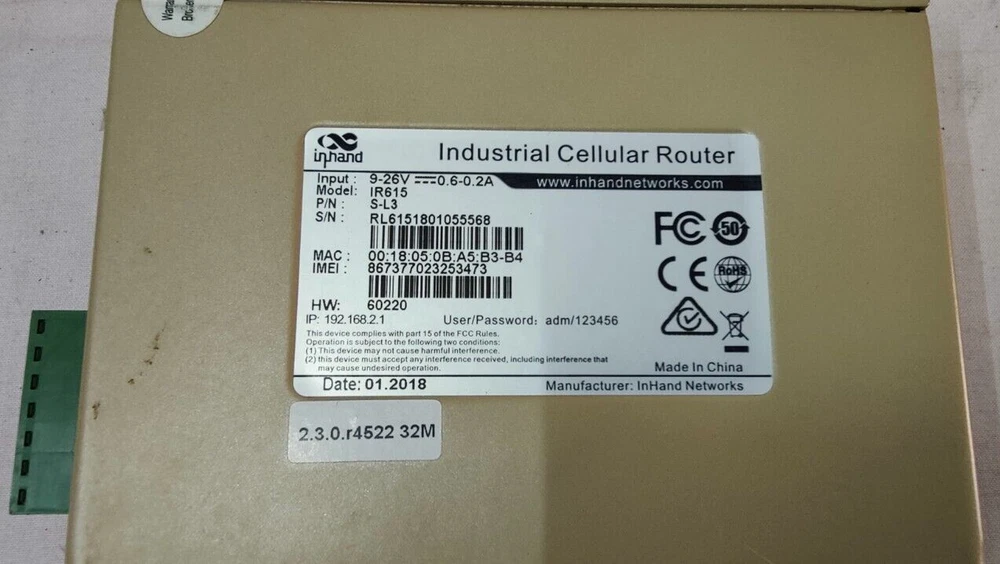 inhand
Industrial Cellular Router
www.inhandnetworks.com
Input : 9-26V 0.6-0.2A
Model: IR615
P/N : S-L3
S/N : RL6151801055568
MAC : 00:18:05:0B:A5:B3-B4
IMEI : 867377023253473
HW: 60220
IP: 192.168.2.1 User/Password: adm/123456
This device complies with part 15 of the FCC Rules.
Operation is subject to the following two conditions:
(1) This device may not cause harmful interference.
(2) this device must accept any interference received, including interference that
may cause undesired operation.
Date: 01.2018
FC
50
CE
RoHS
Made In China
Manufacturer: InHand Networks
2.3.0.r4522 32M